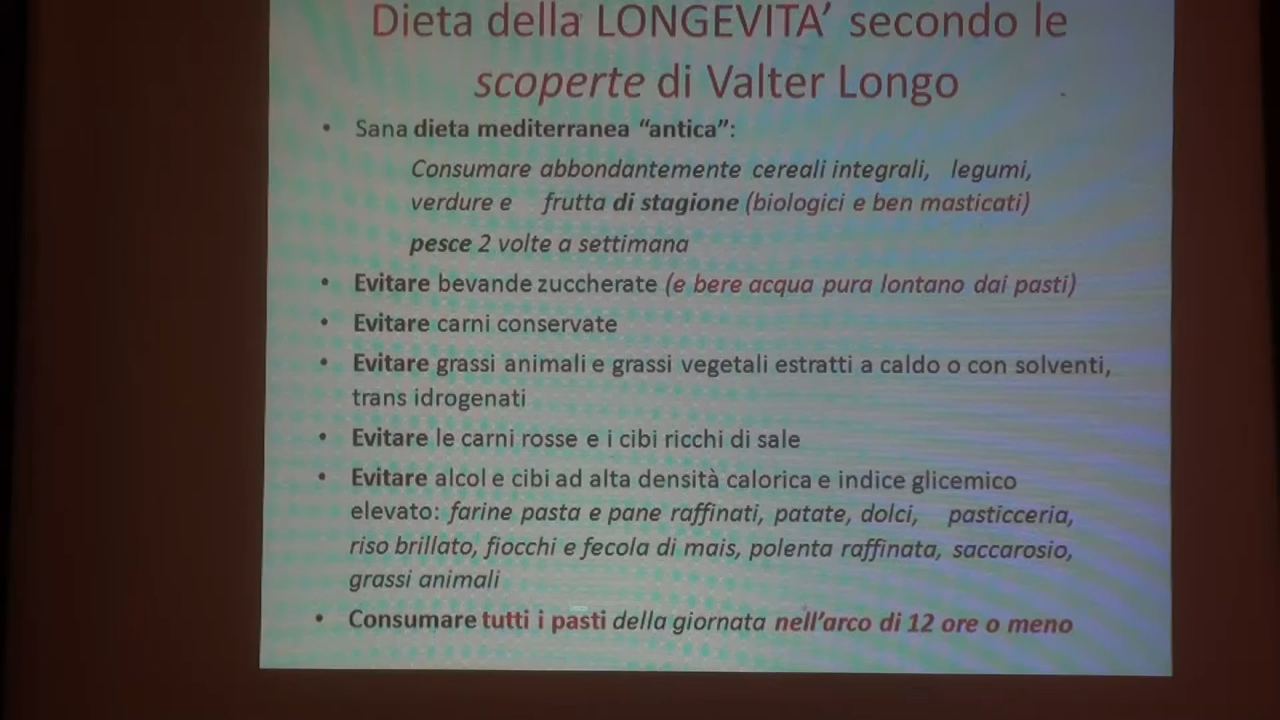 Dieta della LONGEVITA’ secondo le
scoperte di Valter Longo
• Sana dieta mediterranea “antica”:
Consumare abbondantemente cereali integrali, legumi,
verdure e frutta di stagione (biologici e ben masticati)
pesce 2 volte a settimana
• Evitare bevande zuccherate (e bere acqua pura lontano dai pasti)
• Evitare carni conservate
• Evitare grassi animali e grassi vegetali estratti a caldo o con solventi,
trans idrogenati
• Evitare le carni rosse e i cibi ricchi di sale
• Evitare alcol e cibi ad alta densità calorica e indice glicemico
elevato: farine pasta e pane raffinati, patate, dolci, pasticceria,
riso brillato, fiocchi e fecola di mais, polenta raffinata, saccarosio,
grassi animali
• Consumare tutti i pasti della giornata nell’arco di 12 ore o meno